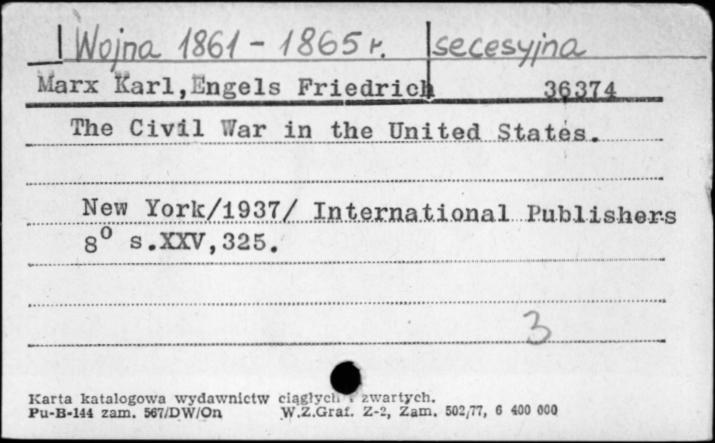 Wojna 1861 - 1865 r. secesyjna
Marx Karl,Engels Friedrich 36374
The Civil War in the United States.
New York/1937/ International Publishers
8° s.XXV,325.
3
Karta katalogowa wydawnictw ciągłych i zwartych.
Pu-B-144 zam. 567/DW/On W.Z.Graf. Z-2, Zam. 502,77, 6 400 000